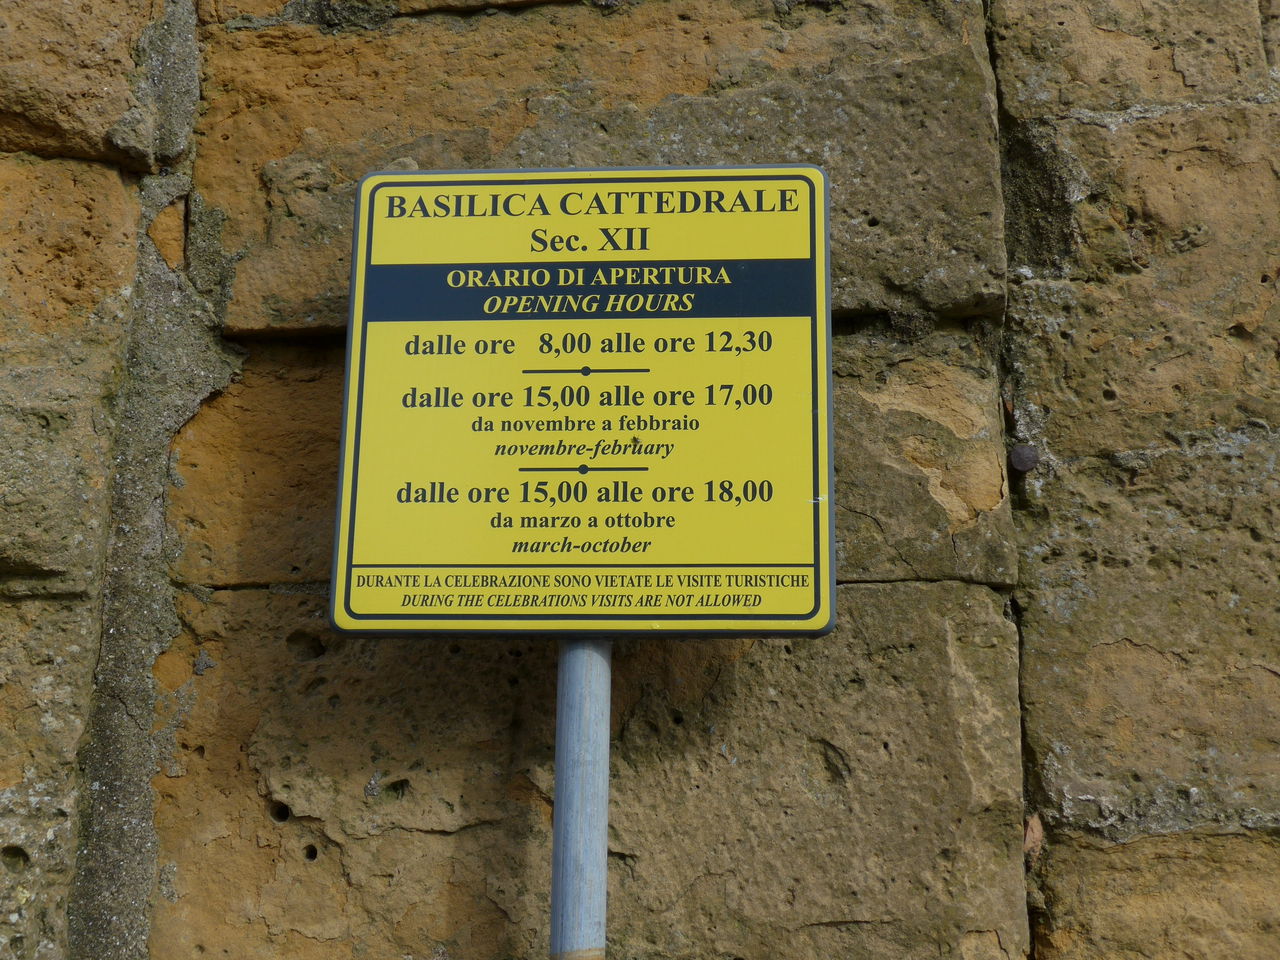 BASILICA CATTEDRALE
Sec. XII
ORARIO DI APERTURA
OPENING HOURS
dalle ore 8,00 alle ore 12,30
dalle ore 15,00 alle ore 17,00
da novembre a febbraio
novembre-february
dalle ore 15,00 alle ore 18,00
da marzo a ottobre
march-october
DURANTE LA CELEBRAZIONE SONO VIETATE LE VISITE TURISTICHE
DURING THE CELEBRATIONS VISITS ARE NOT ALLOWED